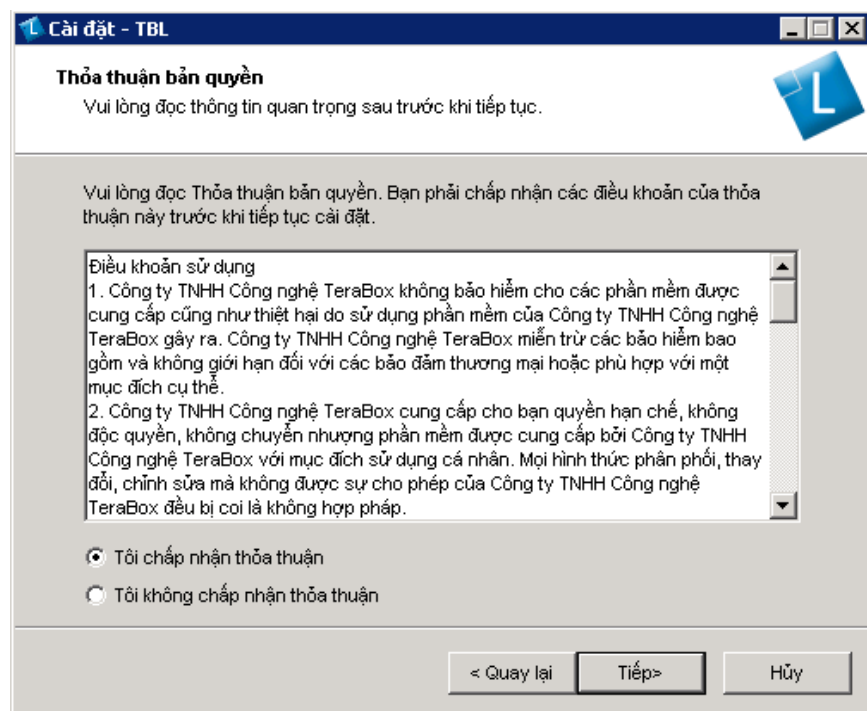 Cài đặt - TBL
Thỏa thuận bản quyền
Vui lòng đọc thông tin quan trọng sau trước khi tiếp tục.
L
Vui lòng đọc Thỏa thuận bản quyền. Bạn phải chấp nhận các điều khoản của thỏa
thuận này trước khi tiếp tục cài đặt.
Điều khoản sử dụng
1. Công ty TNHH Công nghệ TeraBox không bảo hiểm cho các phần mềm được
cung cấp cũng như thiệt hại do sử dụng phần mềm của Công ty TNHH Công nghệ
TeraBox gây ra. Công ty TNHH Công nghệ TeraBox miễn trừ các bảo hiểm bao
gồm và không giới hạn đối với các bảo đảm thương mại hoặc phù hợp với một
mục đích cụ thể.
2. Công ty TNHH Công nghệ TeraBox cung cấp cho bạn quyền hạn chế, không
độc quyền, không chuyển nhượng phần mềm được cung cấp bởi Công ty TNHH
Công nghệ TeraBox với mục đích sử dụng cá nhân. Mọi hình thức phân phối, thay
đổi, chỉnh sửa mà không được sự cho phép của Công ty TNHH Công nghệ
TeraBox đều bị coi là không hợp pháp.
Tôi chấp nhận thỏa thuận
Tôi không chấp nhận thỏa thuận
< Quay lại
Tiếp>
Hủy